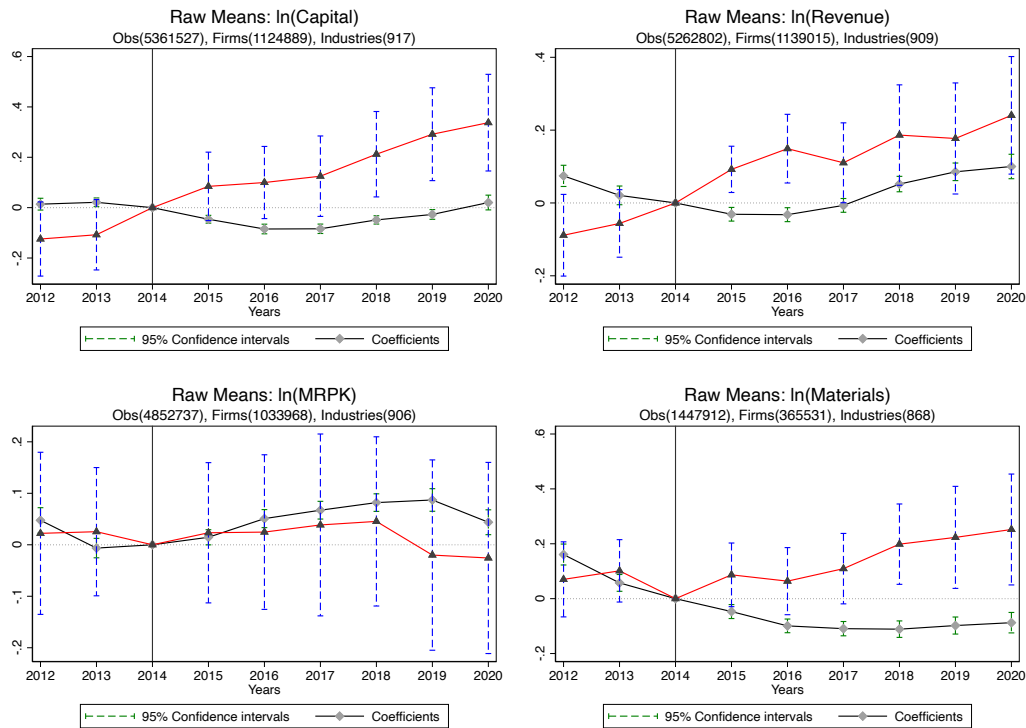 Raw Means: ln(Capital)
Obs(5361527), Firms(1124889), Industries(917)
.6
.4
.2
0
-.2
2012 2013 2014 2015 2016 2017 2018 2019 2020
Years
95% Confidence intervals Coefficients
Raw Means: ln(Revenue)
Obs(5262802), Firms(1139015), Industries(909)
.4
.2
0
-.2
2012 2013 2014 2015 2016 2017 2018 2019 2020
Years
95% Confidence intervals Coefficients
Raw Means: ln(MRPK)
Obs(4852737), Firms(1033968), Industries(906)
.2
.1
0
-.1
-.2
2012 2013 2014 2015 2016 2017 2018 2019 2020
Years
95% Confidence intervals Coefficients
Raw Means: ln(Materials)
Obs(1447912), Firms(365531), Industries(868)
.6
.4
.2
0
-.2
2012 2013 2014 2015 2016 2017 2018 2019 2020
Years
95% Confidence intervals Coefficients